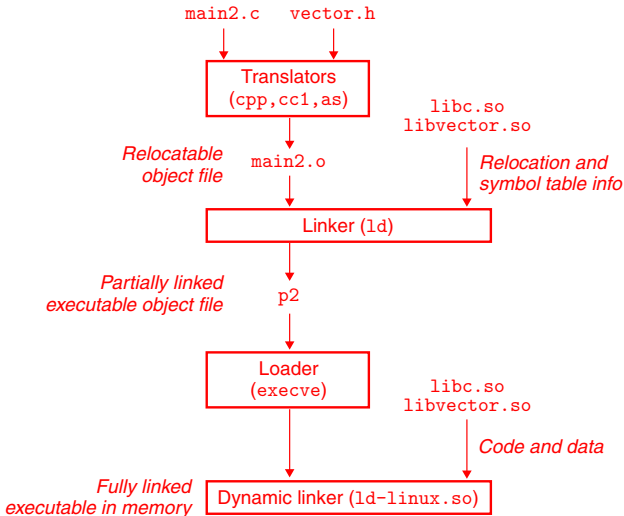 main2.c vector.h
Translators
(cpp,cc1,as)
libc.so
libvector.so
Relocatable
object file
main2.o
Relocation and
symbol table info
Linker (ld)
Partially linked
executable object file
p2
Loader
(execve)
libc.so
libvector.so
Code and data
Fully linked
executable in memory
Dynamic linker (ld-linux.so)